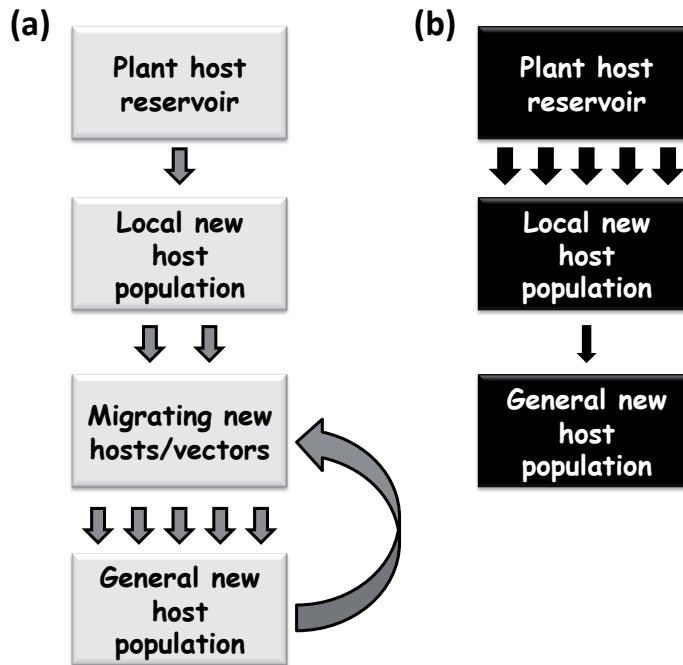 (a)
Plant host
reservoir
Local new
host
population
Migrating new
hosts/vectors
General new
host
population
(b)
Plant host
reservoir
Local new
host
population
General new
host
population